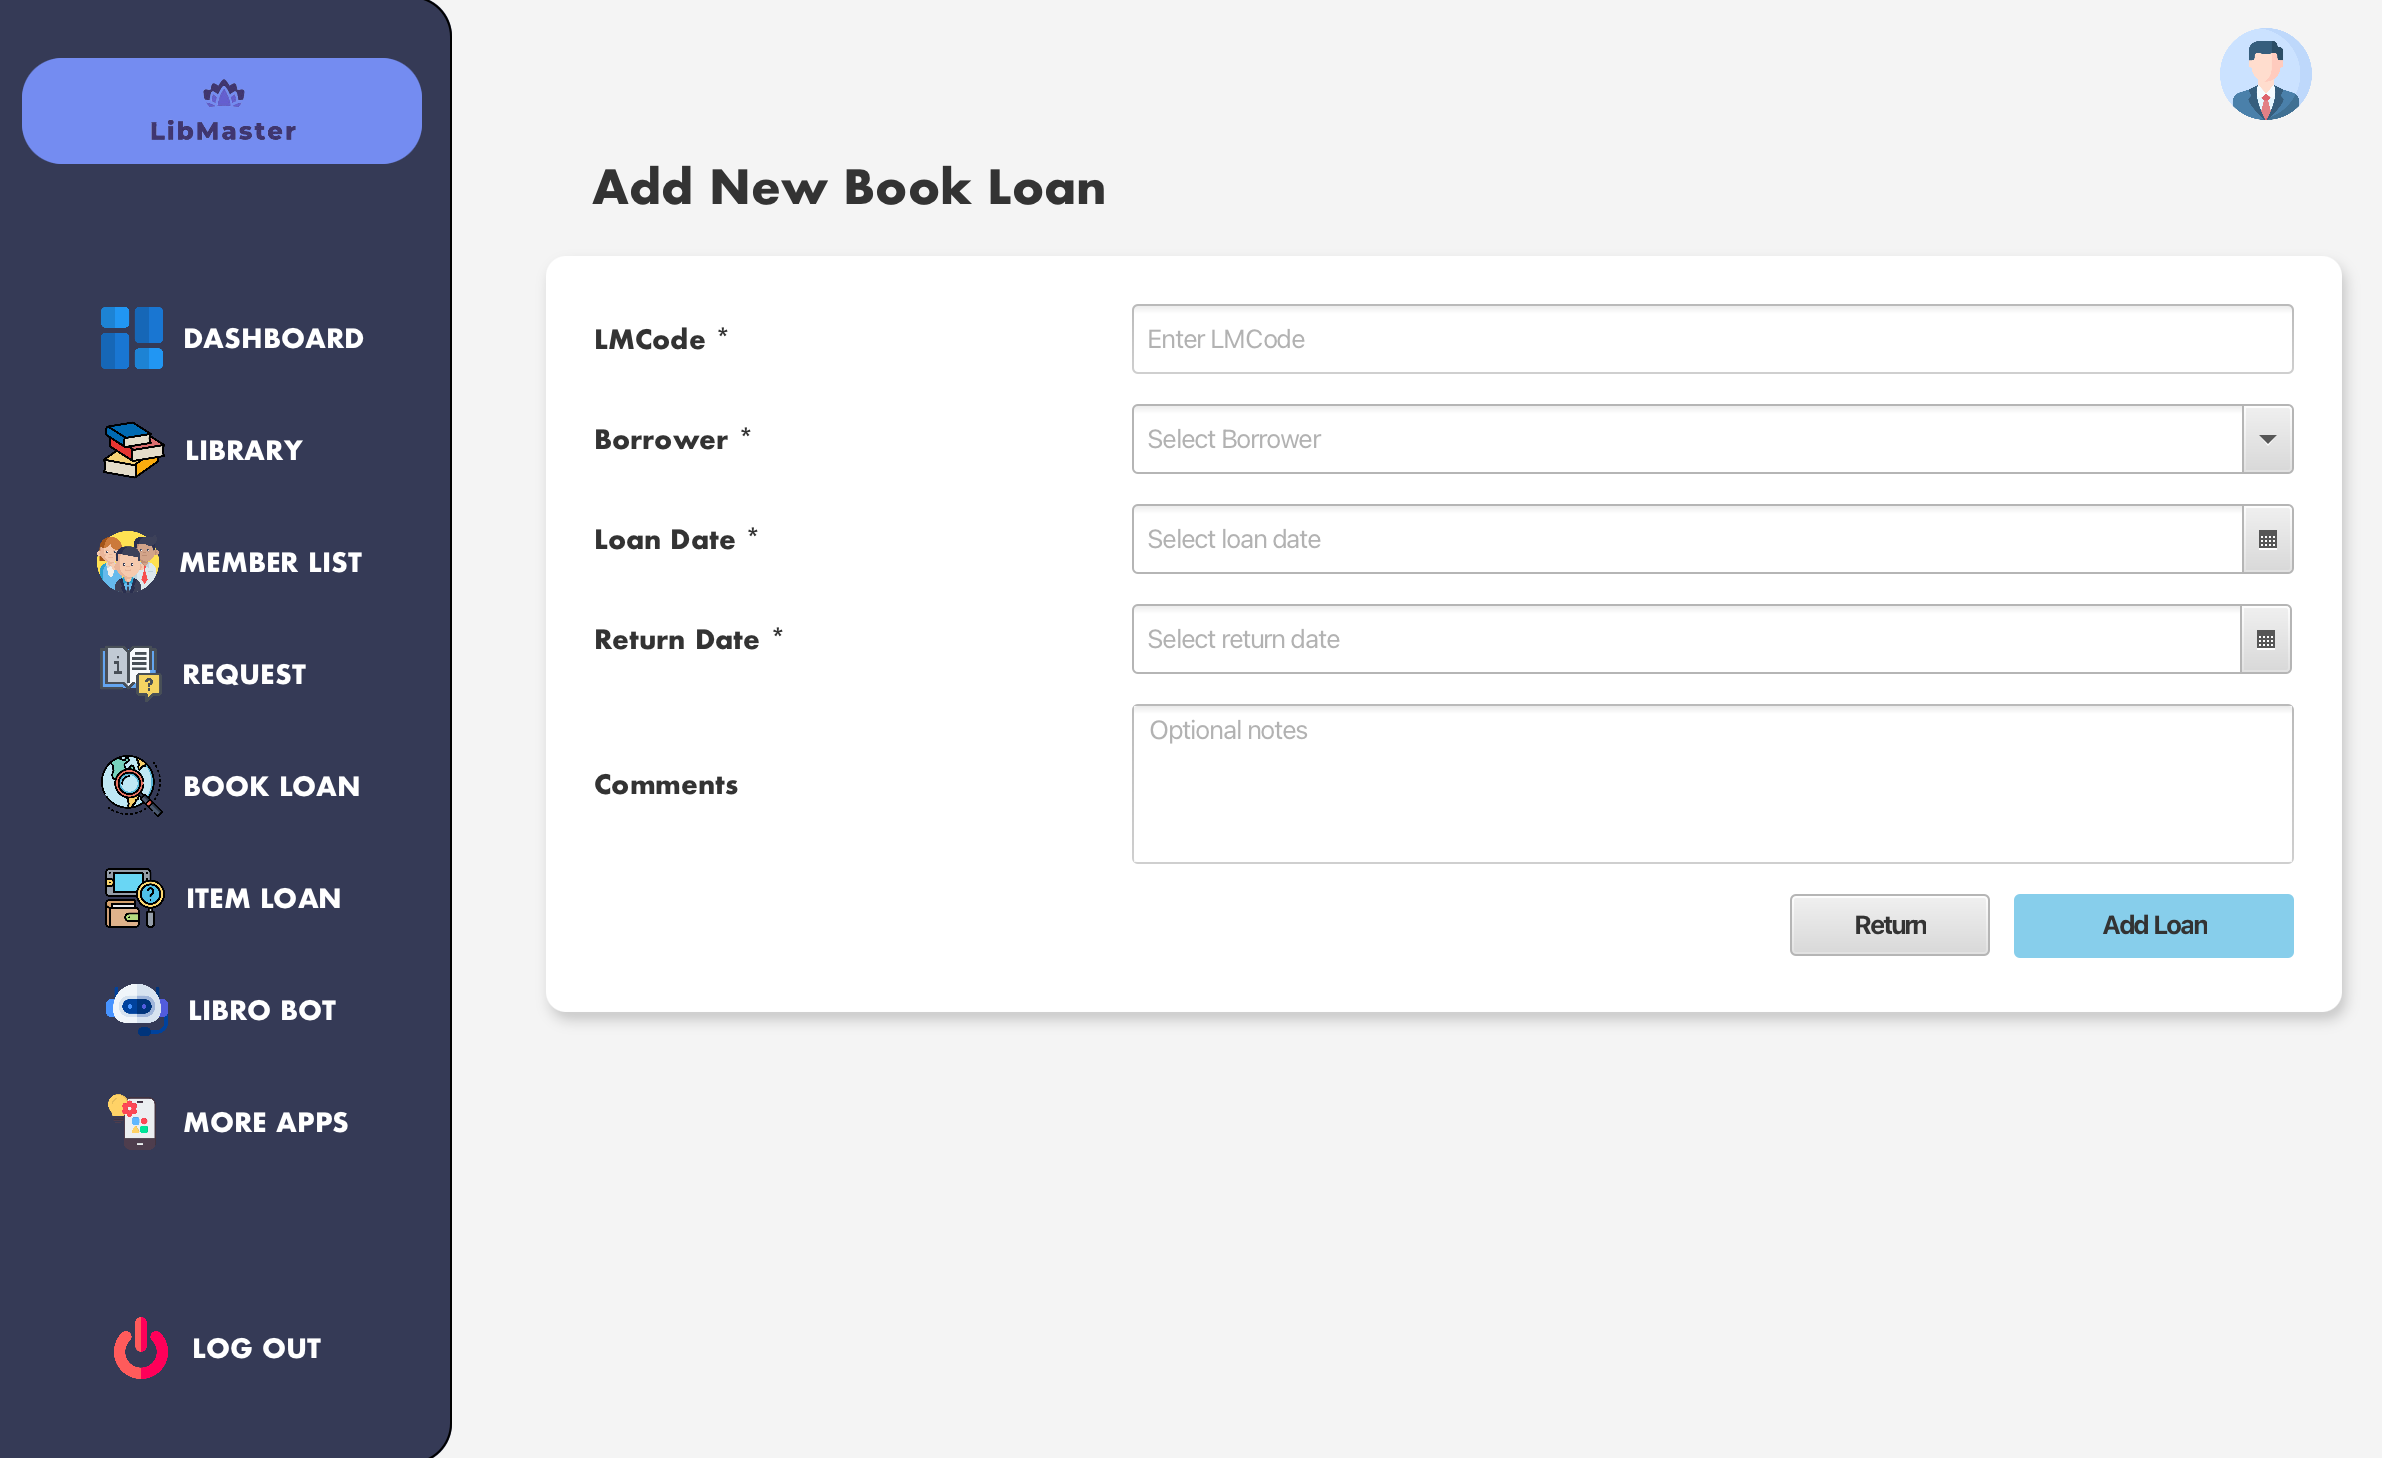 LibMaster
DASHBOARD
LIBRARY
MEMBER LIST
REQUEST
BOOK LOAN
ITEM LOAN
LIBRO BOT
MORE APPS
LOG OUT
Add New Book Loan
LMCode *
Enter LMCode
Borrower *
Select Borrower
Loan Date *
Select loan date
Return Date *
Select return date
Comments
Optional notes
Return
Add Loan